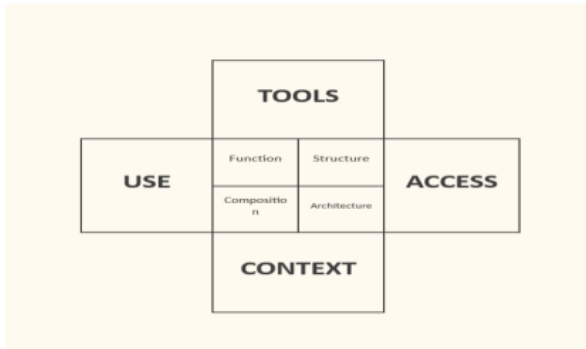 TOOLS
Function
Structure
USE
ACCESS
Compositio
n
Architecture
CONTEXT